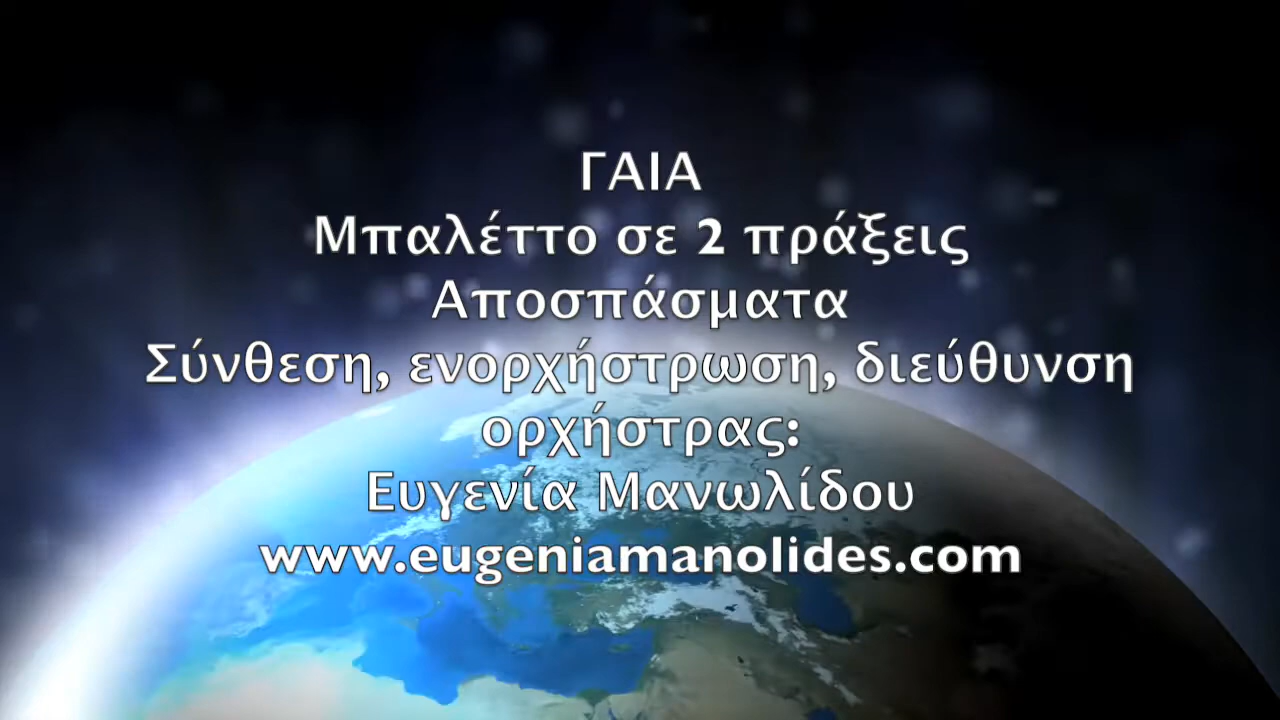 ΓΑΙΑ
Μπαλέττο σε 2 πράξεις
Αποσπάσματα
Σύνθεση, ενορχήστρωση, διεύθυνση
ορχήστρας:
Ευγενία Μανωλίδου
www.eugeniamanolides.com